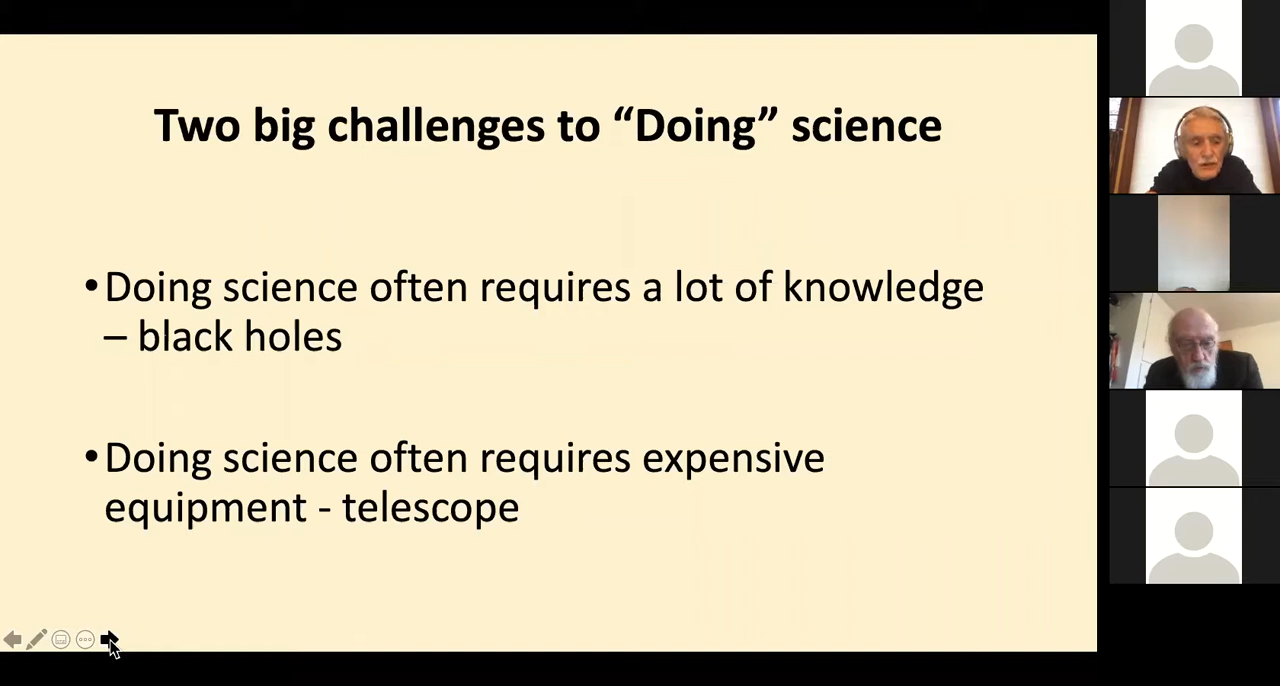 Two big challenges to “Doing” science
•Doing science often requires a lot of knowledge
– black holes
•Doing science often requires expensive
equipment - telescope